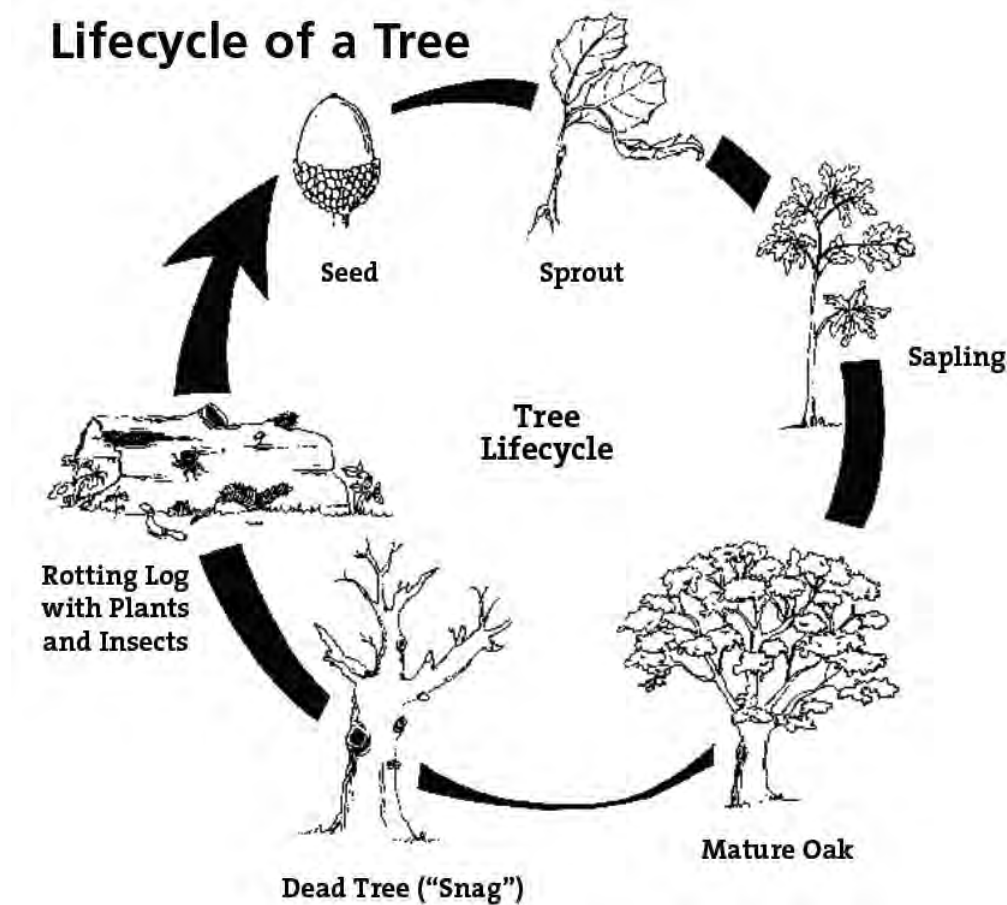 Lifecycle of a Tree
Seed
Sprout
Sapling
Tree
Lifecycle
Rotting Log
with Plants
and Insects
Mature Oak
Dead Tree (“Snag”)